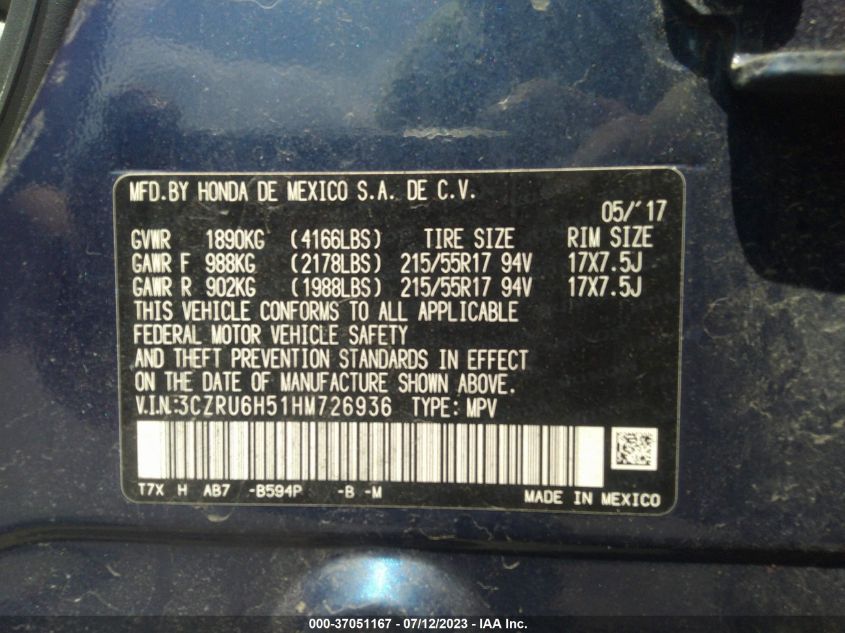 MFD.BY HONDA DE MEXICO S.A. DE C.V.
05/'17
GVWR 1890KG (4166LBS) TIRE SIZE RIM SIZE
GAWR F 988KG (2178LBS) 215/55R17 94V 17X7.5J
GAWR R 902KG (1988LBS) 215/55R17 94V 17X7.5J
THIS VEHICLE CONFORMS TO ALL APPLICABLE
FEDERAL MOTOR VEHICLE SAFETY
AND THEFT PREVENTION STANDARDS IN EFFECT
ON THE DATE OF MANUFACTURE SHOWN ABOVE.
V.I.N:3CZRU6H51HM726936 TYPE: MPV
T7X H AB7 -B594P -B -M
MADE IN MEXICO
000-37051167 - 07/12/2023 - IAA Inc.